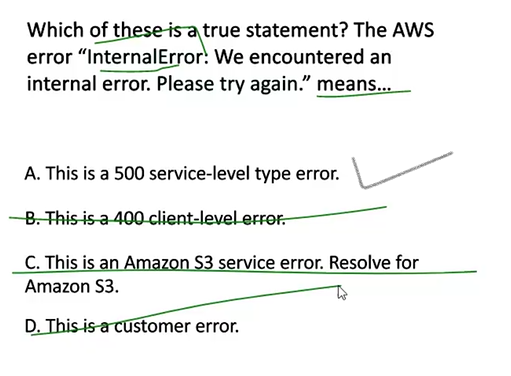 Which of these is a true statement? The AWS
error “InternalError: We encountered an
internal error. Please try again.” means...
A. This is a 500 service-level type error.
B. This is a 400 client-level error.
C. This is an Amazon S3 service error. Resolve for
Amazon S3.
D. This is a customer error.